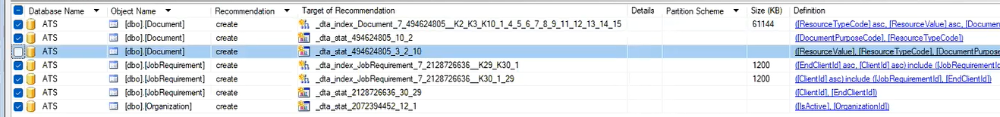 Database Name Object Name Recommendation Target of Recommendation Details Partition Scheme Size (KB) Definition
ATS [dbo].[Document] create _dta_index_Document_7_494624805__K2_K3_K10_1_4_5_6_7_8_9_11_12_13_14_15 61144 ([ResourceTypeCode] asc, [ResourceValue] asc, [Documen
ATS [dbo].[Document] create _dta_stat_494624805_10_2 ([DocumentPurposeCode], [ResourceTypeCode])
ATS [dbo].[Document] create _dta_stat_494624805_3_2_10 ([ResourceValue], [ResourceTypeCode], [DocumentPurpose
ATS [dbo].[JobRequirement] create _dta_index_JobRequirement_7_2128726636__K29_K30_1 1200 ([EndClientId] asc, [ClientId] asc) include ([JobRequirementId
ATS [dbo].[JobRequirement] create _dta_index_JobRequirement_7_2128726636__K30_1_29 1200 ([ClientId] asc) include ([JobRequirementId], [EndClientId])
ATS [dbo].[JobRequirement] create _dta_stat_2128726636_30_29 ([ClientId], [EndClientId])
ATS [dbo].[Organization] create _dta_stat_2072394452_12_1 ([IsActive], [OrganizationId])